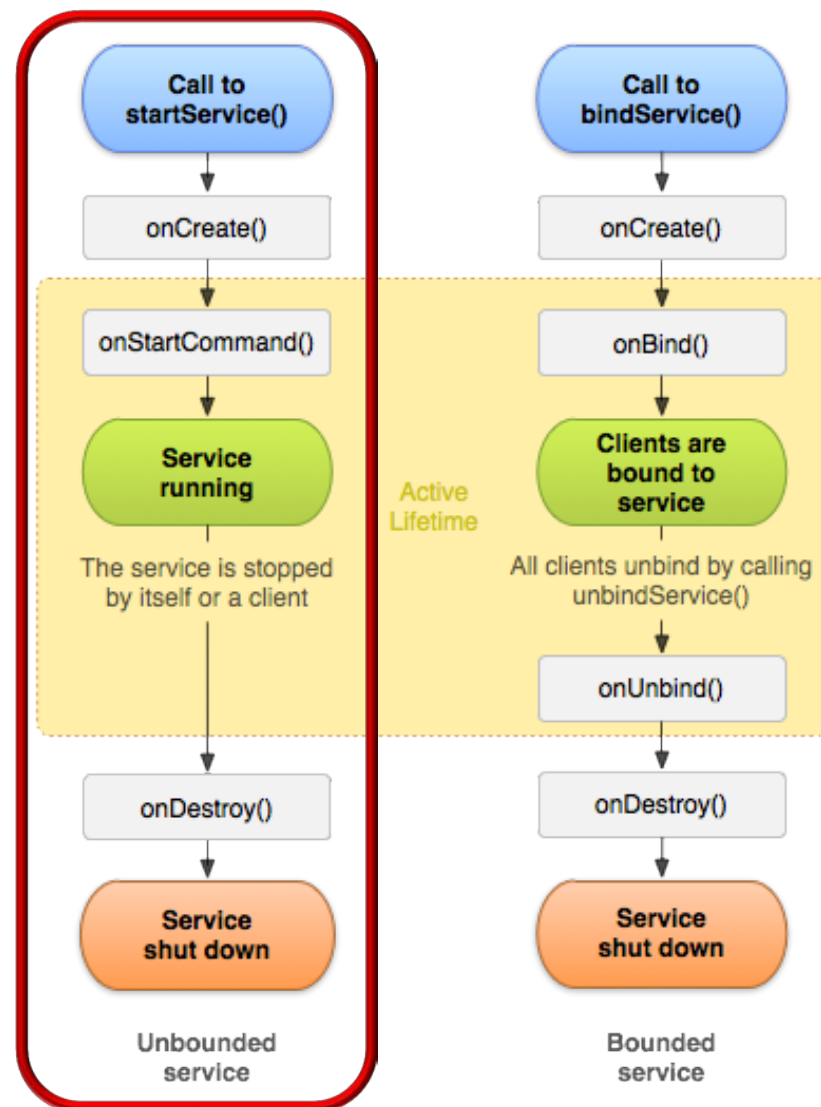 Call to
startService()
onCreate()
onStartCommand()
Service
running
The service is stopped
by itself or a client
onDestroy()
Service
shut down
Unbounded
service
Active
Lifetime
Call to
bindService()
onCreate()
onBind()
Clients are
bound to
service
All clients unbind by calling
unbindService()
onUnbind()
onDestroy()
Service
shut down
Bounded
service